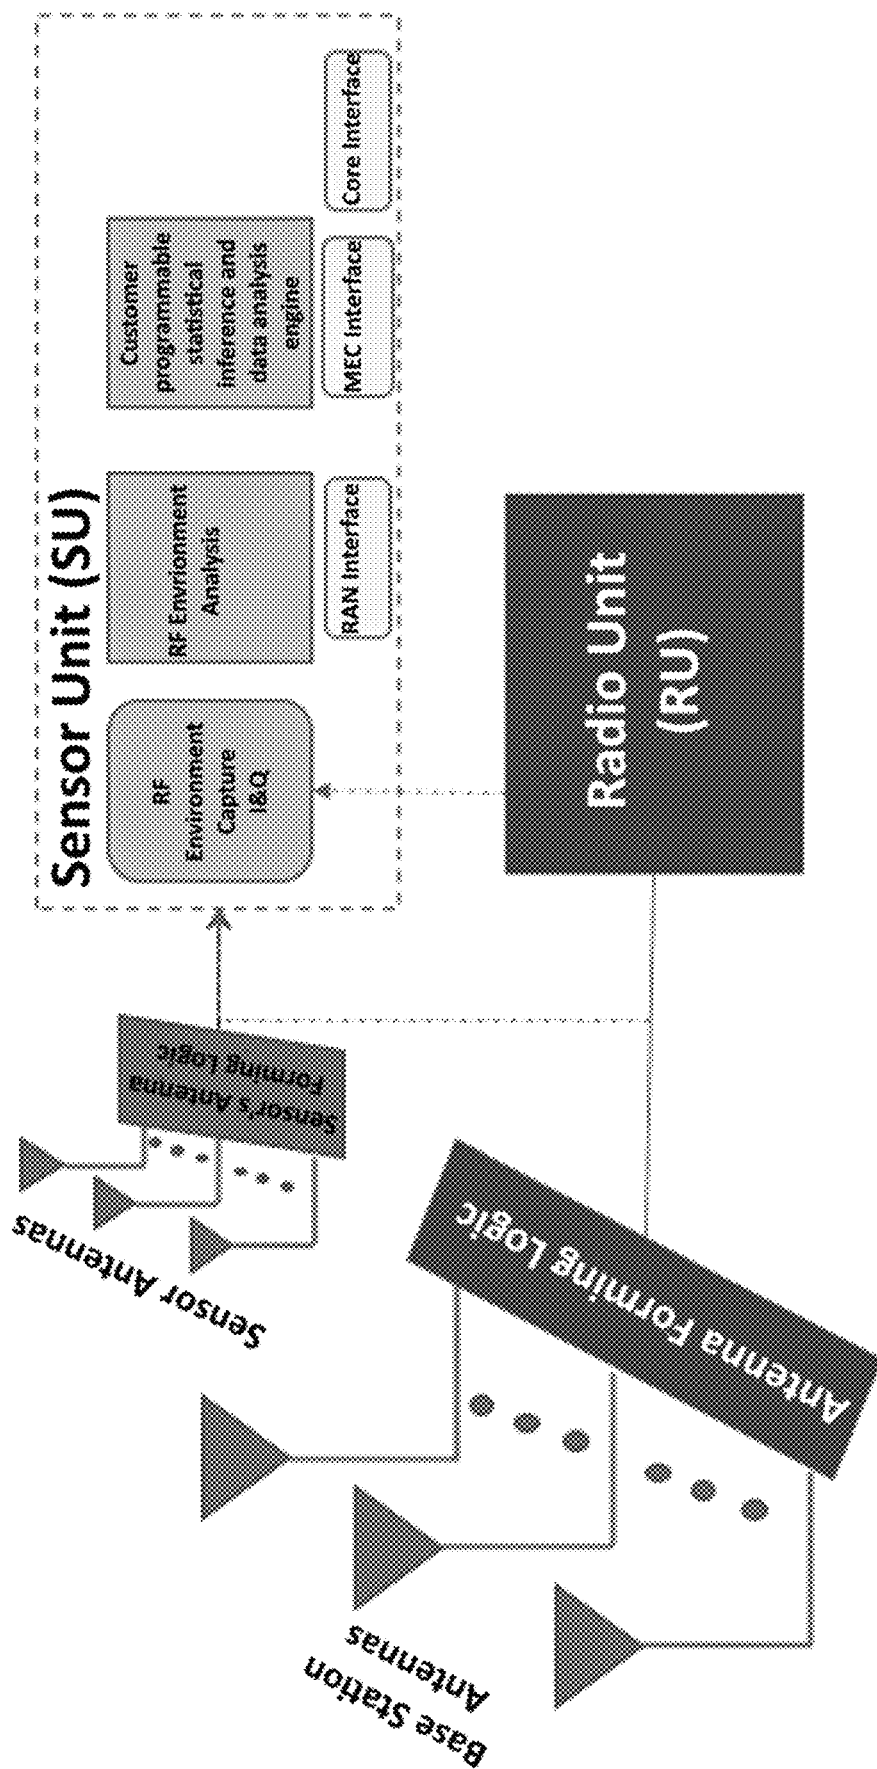 Sensor Unit (SU)
RF
Environment
Capture
I&Q
RF Envrionment
Analysis
Customer
programmable
statistical
inference and
data analysis
engine
RAN Interface
MEC Interface
Core Interface
Sensor Antennas
Sensor's Antenna
Forming Logic
Radio Unit
(RU)
Base Station
Antennas
Antenna Forming Logic